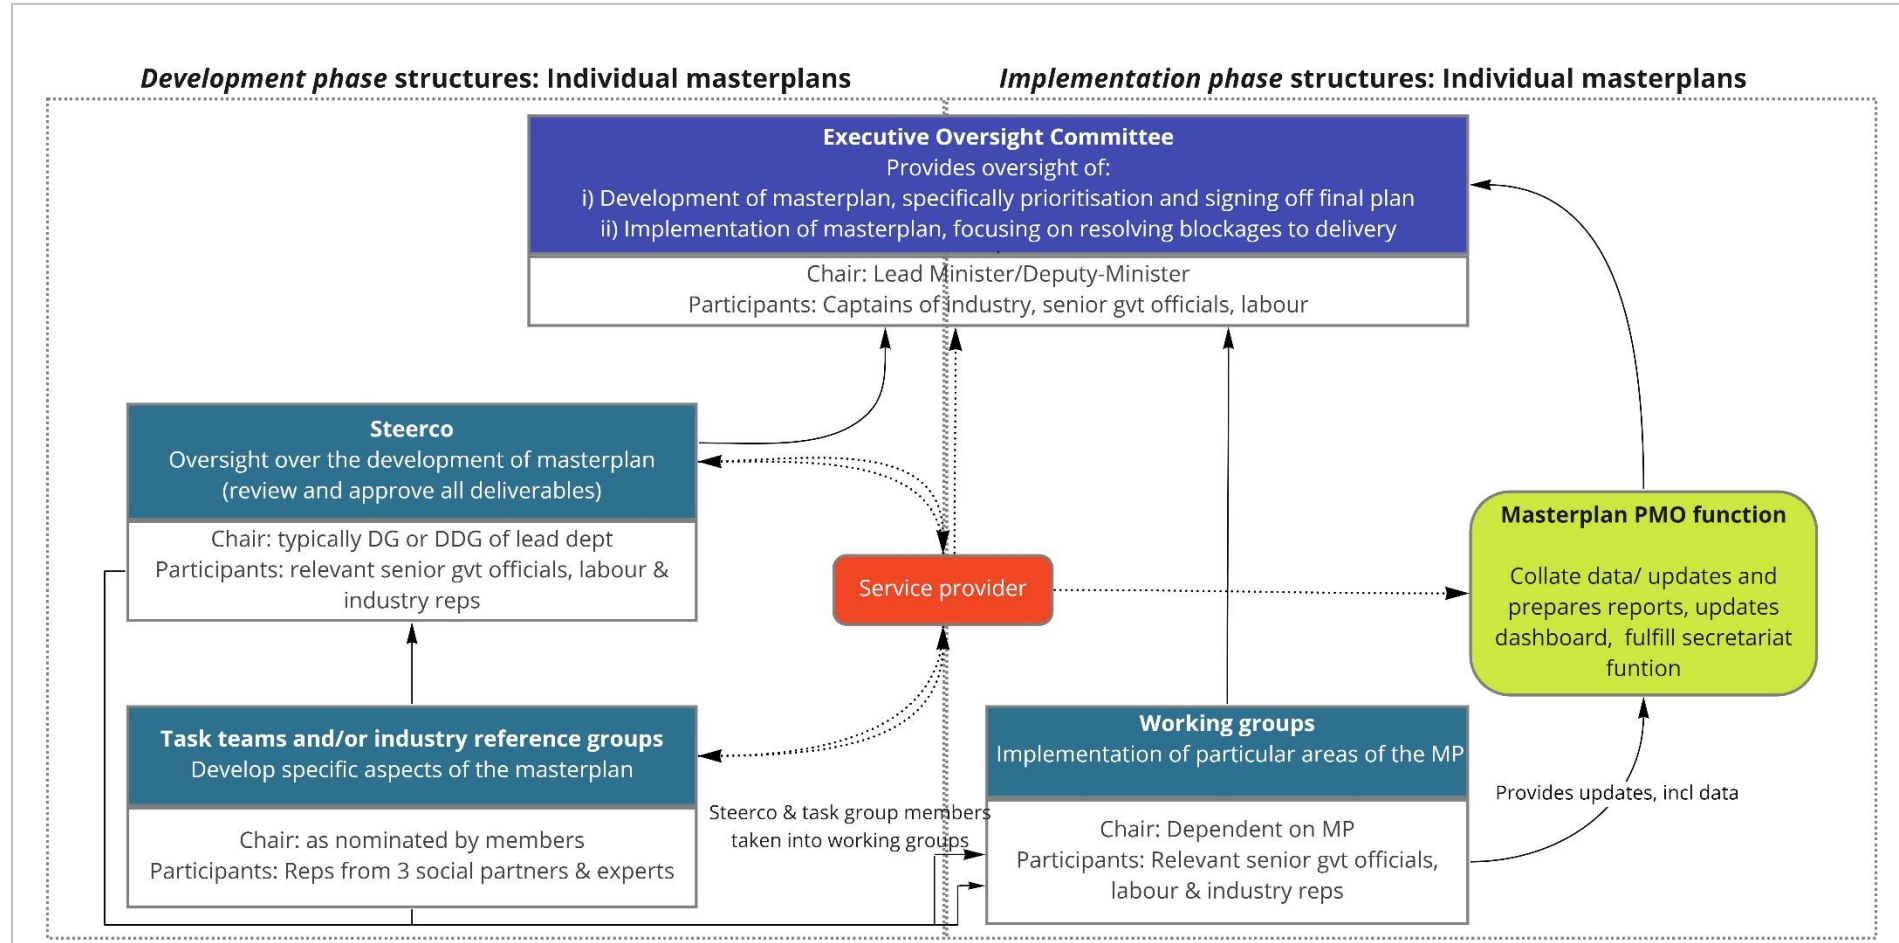 Development phase structures: Individual masterplans
Implementation phase structures: Individual masterplans
Executive Oversight Committee
Provides oversight of:
i) Development of masterplan, specifically prioritisation and signing off final plan
ii) Implementation of masterplan, focusing on resolving blockages to delivery
Chair: Lead Minister/Deputy-Minister
Participants: Captains of industry, senior gvt officials, labour
Steerco
Oversight over the development of masterplan
(review and approve all deliverables)
Chair: typically DG or DDG of lead dept
Participants: relevant senior gvt officials, labour &
industry reps
Service provider
Masterplan PMO function
Collate data/ updates and
prepares reports, updates
dashboard, fulfill secretariat
funtion
Task teams and/or industry reference groups
Develop specific aspects of the masterplan
Chair: as nominated by members
Participants: Reps from 3 social partners & experts
Steerco & task group members
taken into working groups
Working groups
Implementation of particular areas of the MP
Chair: Dependent on MP
Participants: Relevant senior gvt officials,
labour & industry reps
Provides updates, incl data